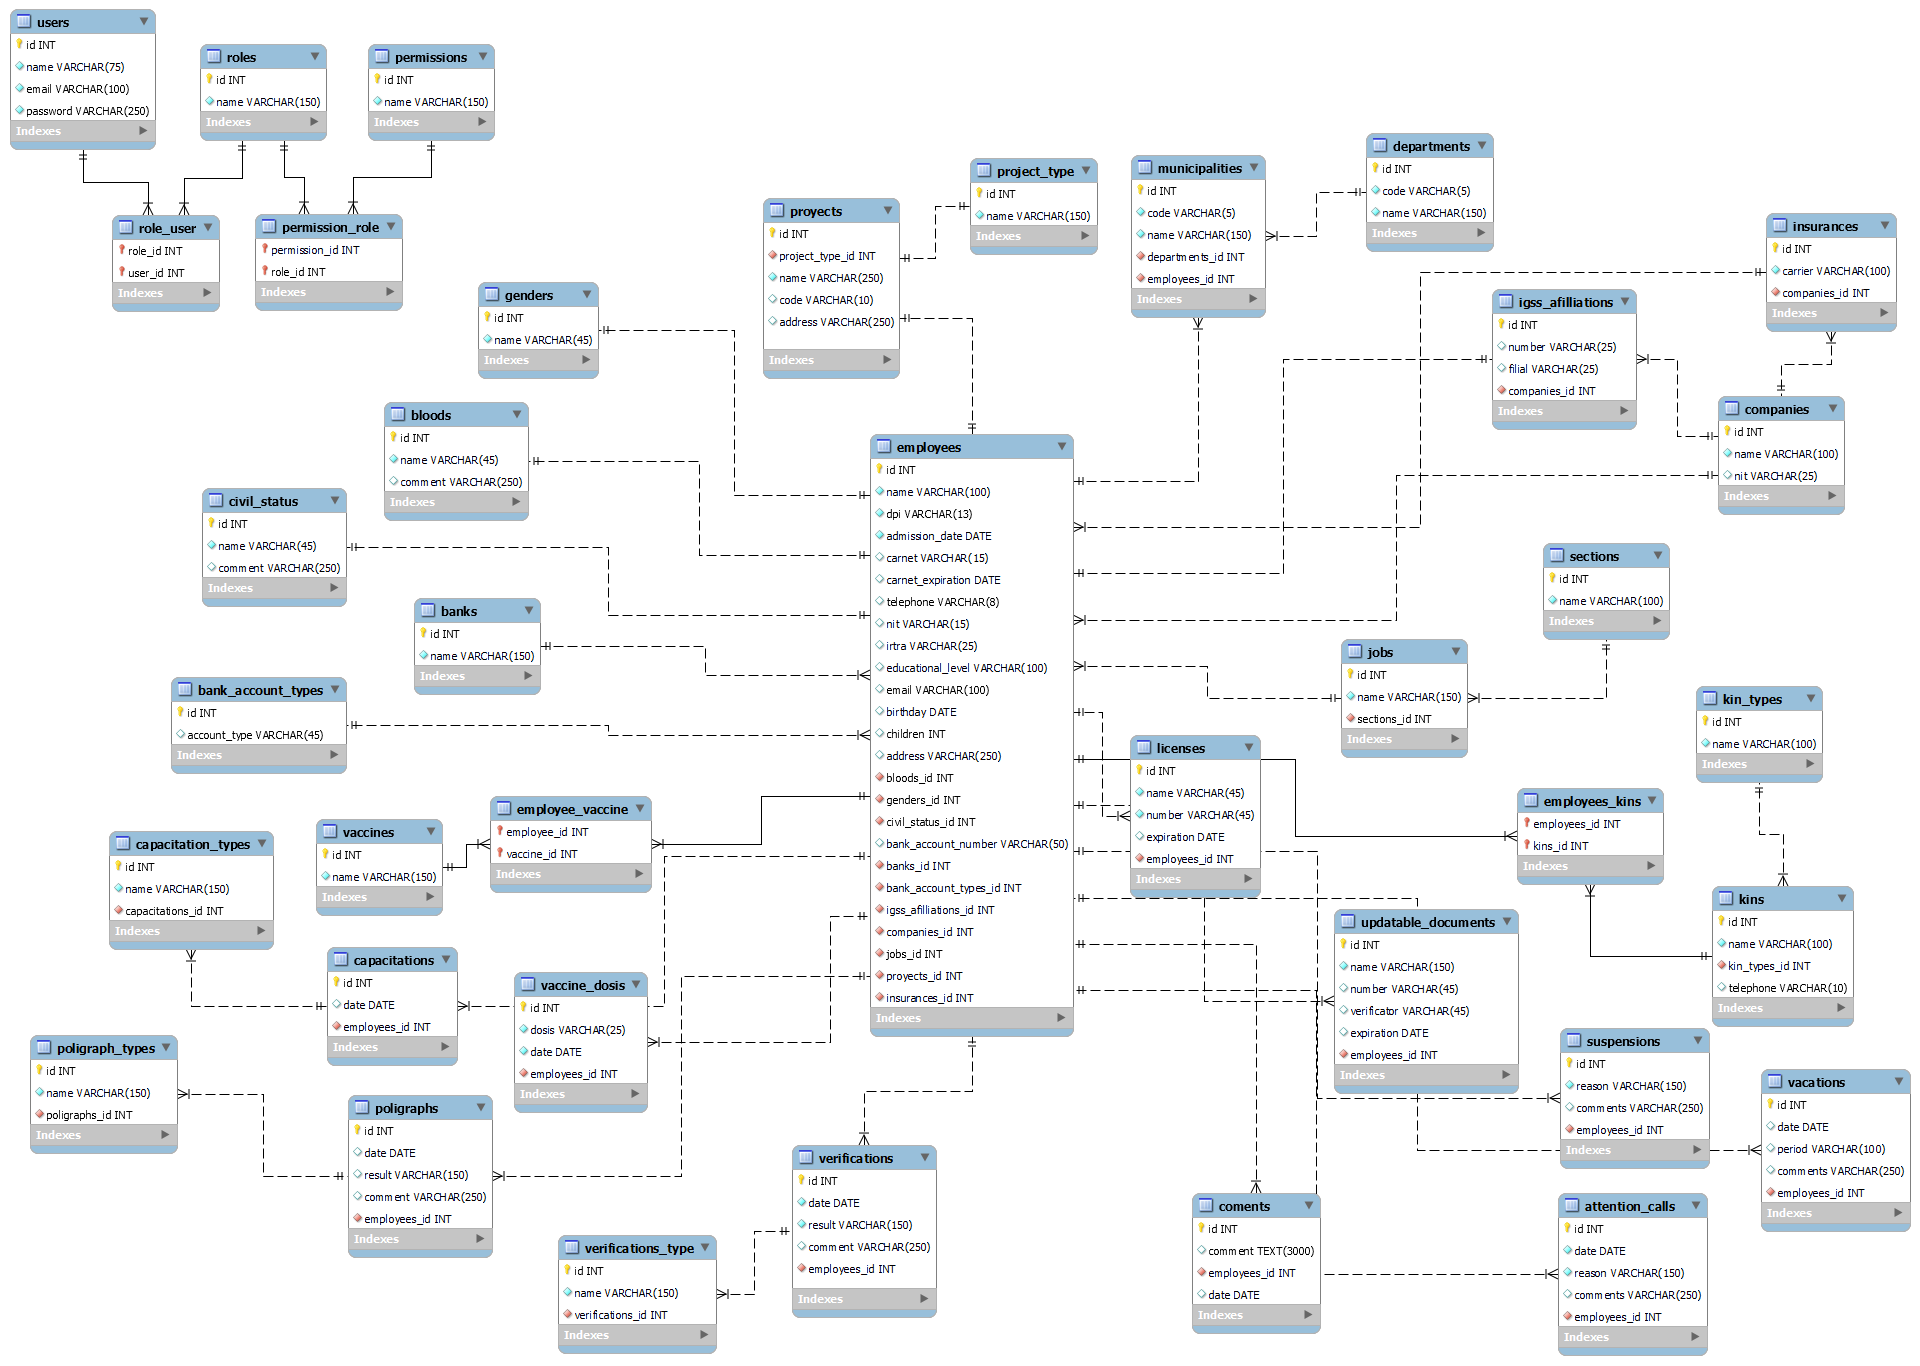 users
id INT
name VARCHAR(75)
email VARCHAR(100)
password VARCHAR(250)
Indexes
roles
id INT
name VARCHAR(150)
Indexes
permissions
id INT
name VARCHAR(150)
Indexes
role_user
role_id INT
user_id INT
Indexes
permission_role
permission_id INT
role_id INT
Indexes
project_type
id INT
name VARCHAR(150)
Indexes
municipalities
id INT
code VARCHAR(5)
name VARCHAR(150)
departments_id INT
employees_id INT
Indexes
departments
id INT
code VARCHAR(5)
name VARCHAR(150)
Indexes
proyects
id INT
project_type_id INT
name VARCHAR(250)
code VARCHAR(10)
address VARCHAR(250)
Indexes
insurances
id INT
carrier VARCHAR(100)
companies_id INT
Indexes
genders
id INT
name VARCHAR(45)
Indexes
igss_afilliations
id INT
number VARCHAR(25)
filial VARCHAR(25)
companies_id INT
Indexes
bloods
id INT
name VARCHAR(45)
comment VARCHAR(250)
Indexes
companies
id INT
name VARCHAR(100)
nit VARCHAR(25)
Indexes
employees
id INT
name VARCHAR(100)
dpi VARCHAR(13)
admission_date DATE
carnet VARCHAR(15)
carnet_expiration DATE
telephone VARCHAR(8)
nit VARCHAR(15)
irtra VARCHAR(25)
educational_level VARCHAR(100)
email VARCHAR(100)
birthday DATE
children INT
address VARCHAR(250)
bloods_id INT
genders_id INT
civil_status_id INT
bank_account_number VARCHAR(50)
banks_id INT
bank_account_types_id INT
igss_afilliations_id INT
companies_id INT
jobs_id INT
proyects_id INT
insurances_id INT
Indexes
civil_status
id INT
name VARCHAR(45)
comment VARCHAR(250)
Indexes
sections
id INT
name VARCHAR(100)
Indexes
banks
id INT
name VARCHAR(150)
Indexes
jobs
id INT
name VARCHAR(150)
sections_id INT
Indexes
bank_account_types
id INT
account_type VARCHAR(45)
Indexes
kin_types
id INT
name VARCHAR(100)
Indexes
licenses
id INT
name VARCHAR(45)
number VARCHAR(45)
expiration DATE
employees_id INT
Indexes
employee_vaccine
employee_id INT
vaccine_id INT
Indexes
employees_kins
employees_id INT
kins_id INT
Indexes
vaccines
id INT
name VARCHAR(150)
Indexes
capacitation_types
id INT
name VARCHAR(150)
capacitations_id INT
Indexes
kins
id INT
name VARCHAR(100)
kin_types_id INT
telephone VARCHAR(10)
Indexes
updatable_documents
id INT
name VARCHAR(150)
number VARCHAR(45)
verificator VARCHAR(45)
expiration DATE
employees_id INT
Indexes
capacitations
id INT
date DATE
employees_id INT
Indexes
vaccine_dosis
id INT
dosis VARCHAR(25)
date DATE
employees_id INT
Indexes
suspensions
id INT
reason VARCHAR(150)
comments VARCHAR(250)
employees_id INT
Indexes
poligraph_types
id INT
name VARCHAR(150)
poligraphs_id INT
Indexes
vacations
id INT
date DATE
period VARCHAR(100)
comments VARCHAR(250)
employees_id INT
Indexes
poligraphs
id INT
date DATE
result VARCHAR(150)
comment VARCHAR(250)
employees_id INT
Indexes
verifications
id INT
date DATE
result VARCHAR(150)
comment VARCHAR(250)
employees_id INT
Indexes
coments
id INT
comment TEXT(3000)
employees_id INT
date DATE
Indexes
attention_calls
id INT
date DATE
reason VARCHAR(150)
comments VARCHAR(250)
employees_id INT
Indexes
verifications_type
id INT
name VARCHAR(150)
verifications_id INT
Indexes